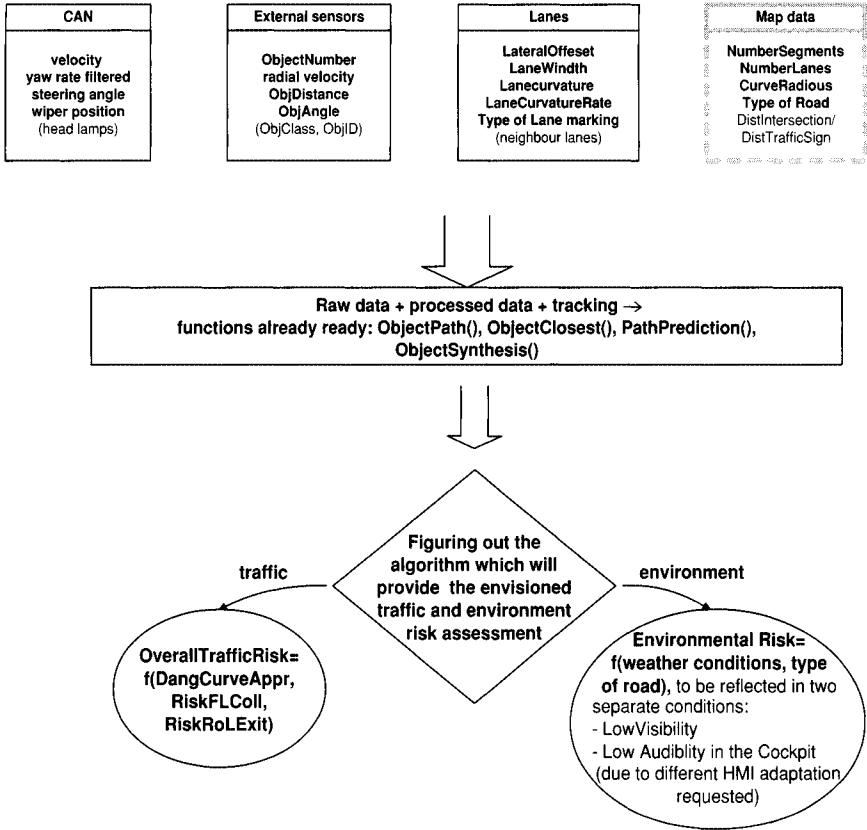 CAN
velocity
yaw rate filtered
steering angle
wiper position
(head lamps)
External sensors
ObjectNumber
radial velocity
ObjDistance
ObjAngle
(ObjClass, ObjID)
Lanes
LateralOffeset
LaneWindth
Lanecurvature
LaneCurvatureRate
Type of Lane marking
(neighbour lanes)
Map data
NumberSegments
NumberLanes
CurveRadious
Type of Road
DistIntersection/
DistTrafficSign
Raw data + processed data + tracking →
functions already ready: ObjectPath(), ObjectClosest(), PathPrediction(),
ObjectSynthesis()
Figuring out the
algorithm which will
provide the envisioned
traffic and environment
risk assessment
traffic
environment
OverallTrafficRisk=
f(DangCurveAppr,
RiskFLColl,
RiskRoLExit)
Environmental Risk=
f(weather conditions, type
of road), to be reflected in two
separate conditions:
- LowVisibility
- Low Audiblity in the Cockpit
(due to different HMI adaptation
requested)